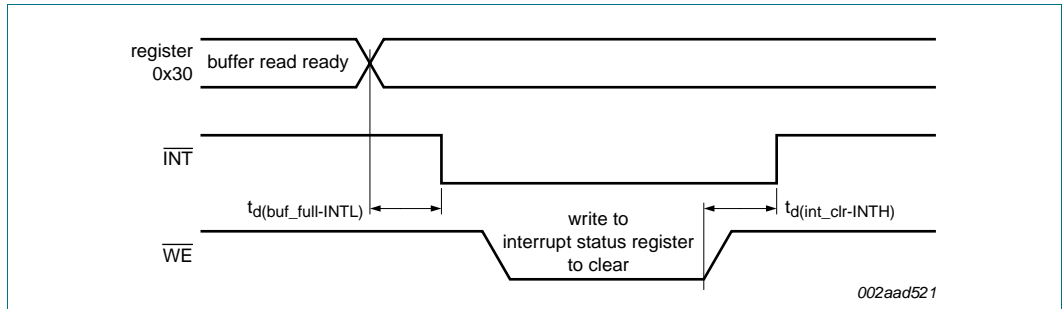 register
0x30
buffer read ready
INT
td(buf_full-INTL)
td(int_clr-INTH)
write to
interrupt status register
to clear
WE
002aad521